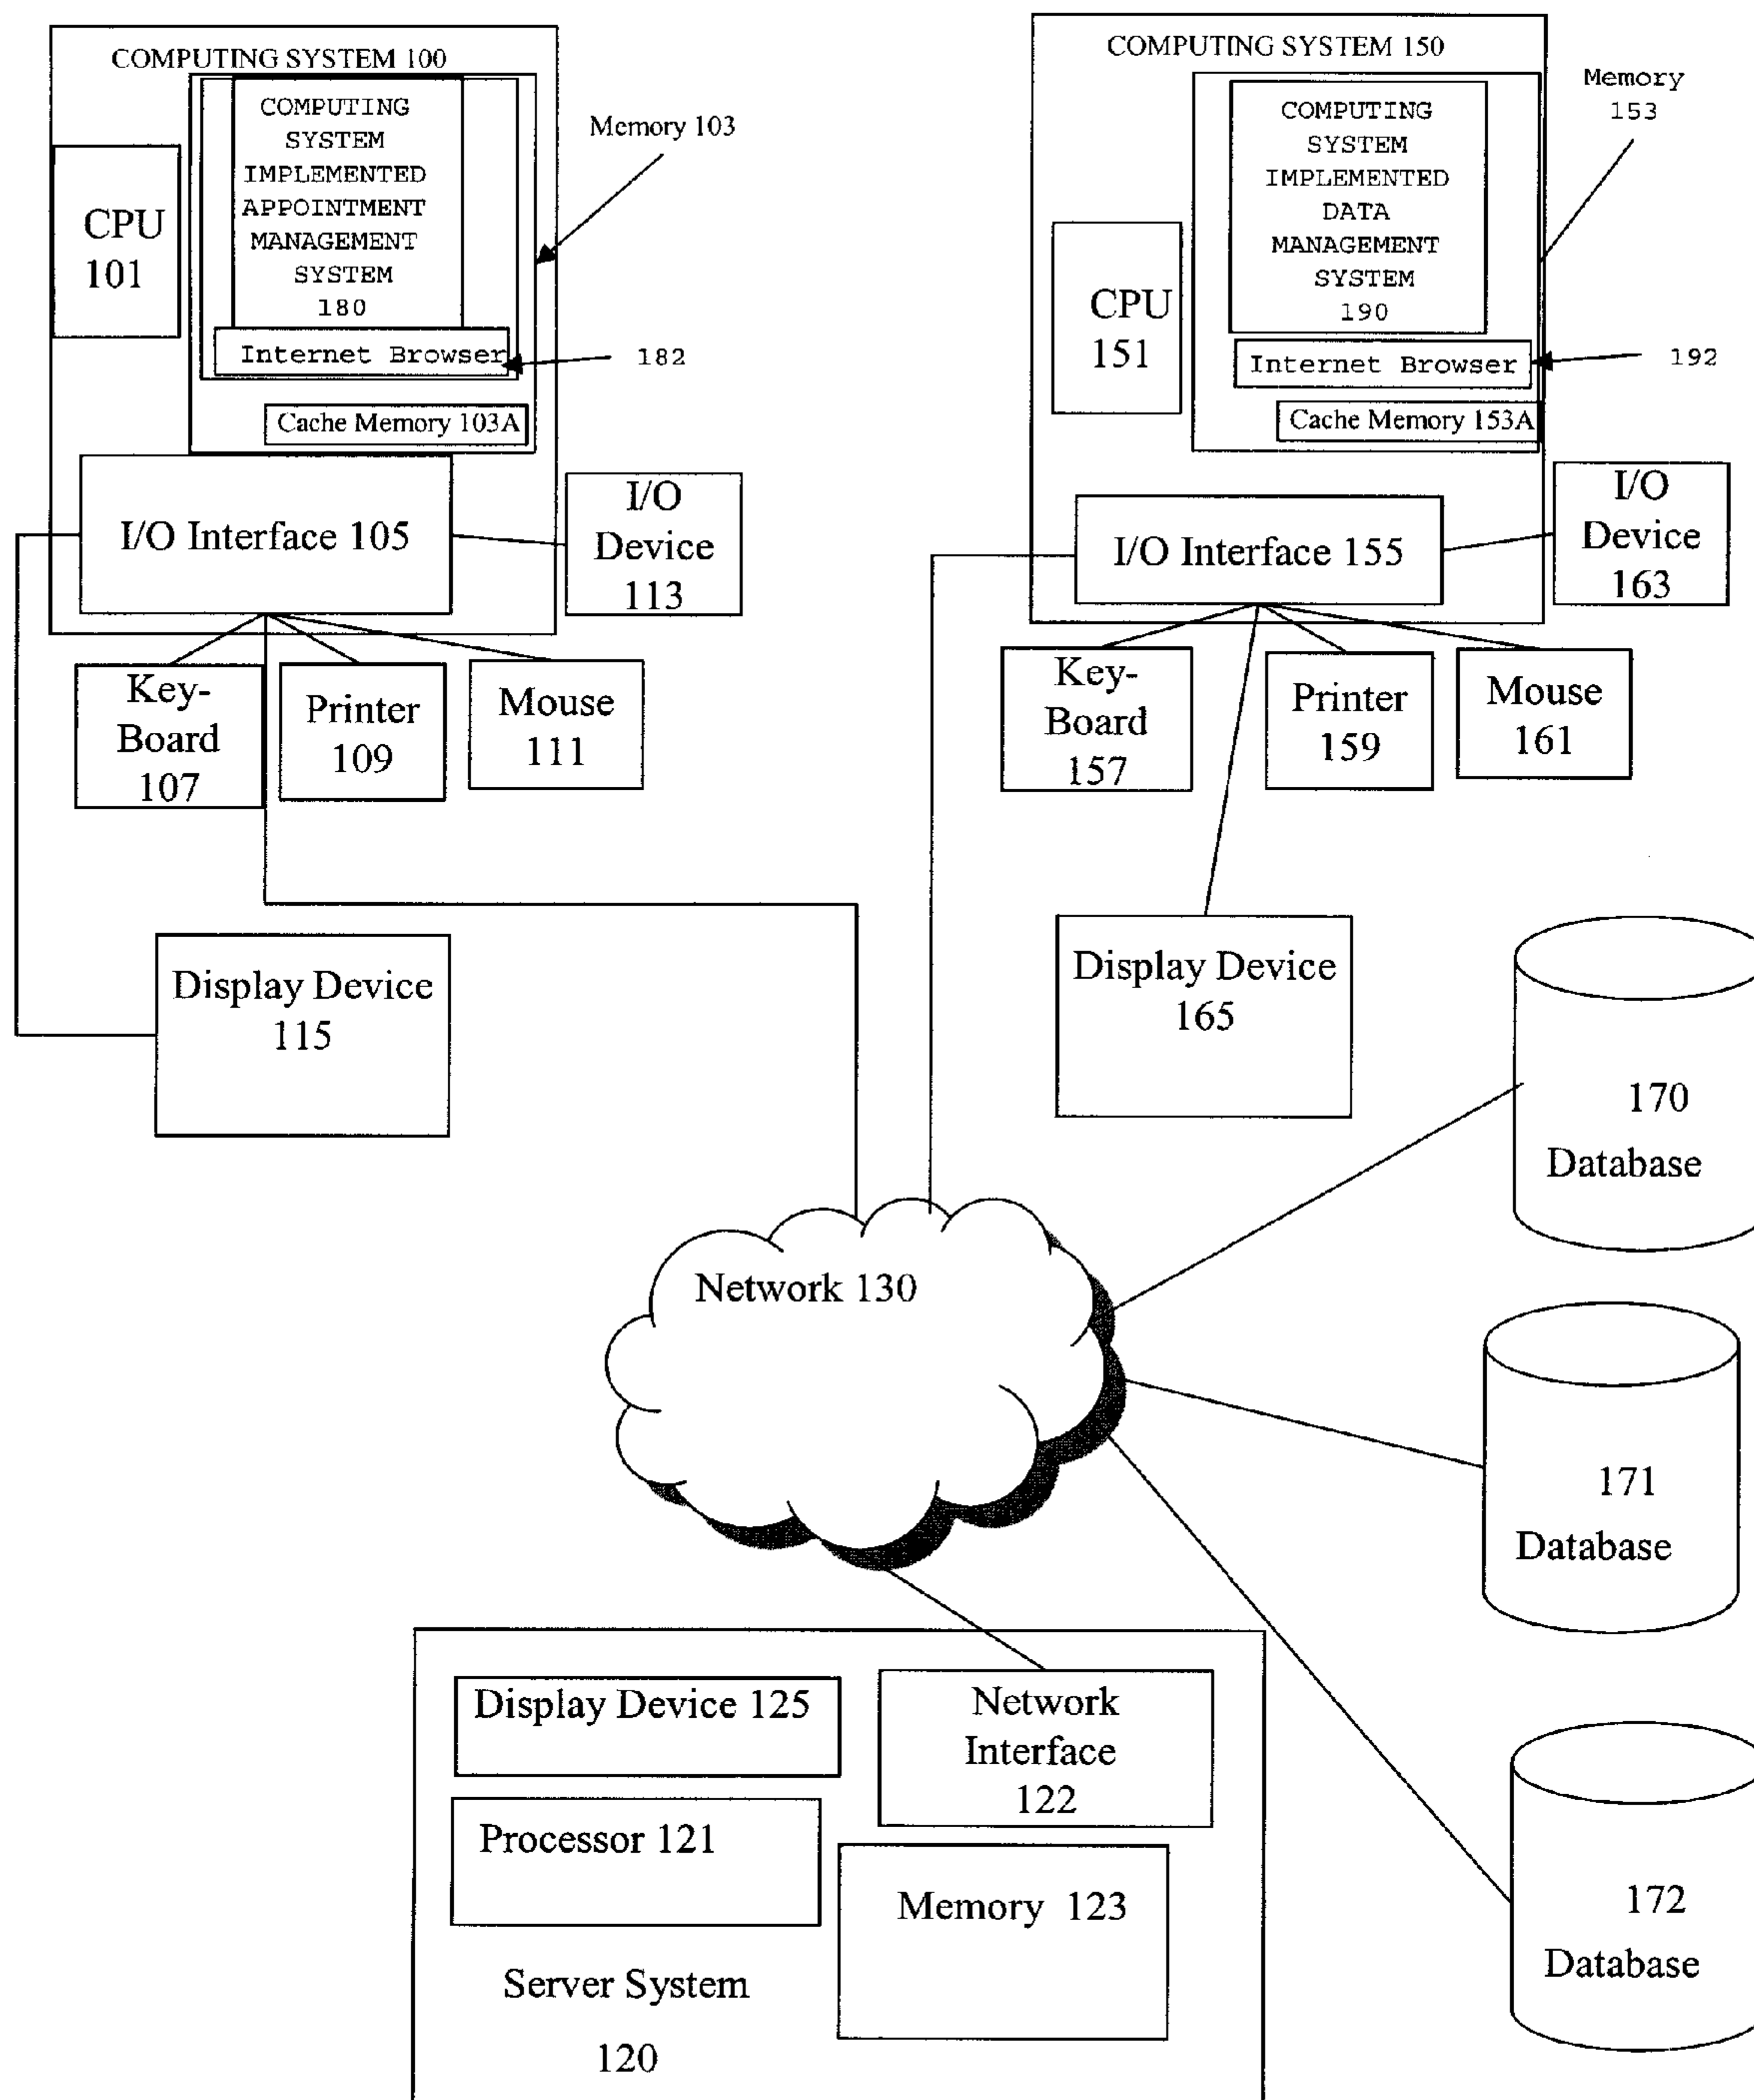 COMPUTING SYSTEM 100
COMPUTING
SYSTEM
IMPLEMENTED
APPOINTMENT
MANAGEMENT
SYSTEM
180
Internet Browser
182
Cache Memory 103A
Memory 103
CPU
101
I/O Interface 105
I/O
Device
113
Key-
Board
107
Printer
109
Mouse
111
Display Device
115
COMPUTING SYSTEM 150
COMPUTING
SYSTEM
IMPLEMENTED
DATA
MANAGEMENT
SYSTEM
190
Internet Browser
192
Cache Memory 153A
Memory
153
CPU
151
I/O Interface 155
I/O
Device
163
Key-
Board
157
Printer
159
Mouse
161
Display Device
165
170
Database
Network 130
171
Database
172
Database
Display Device 125
Network
Interface
122
Processor 121
Memory 123
Server System
120